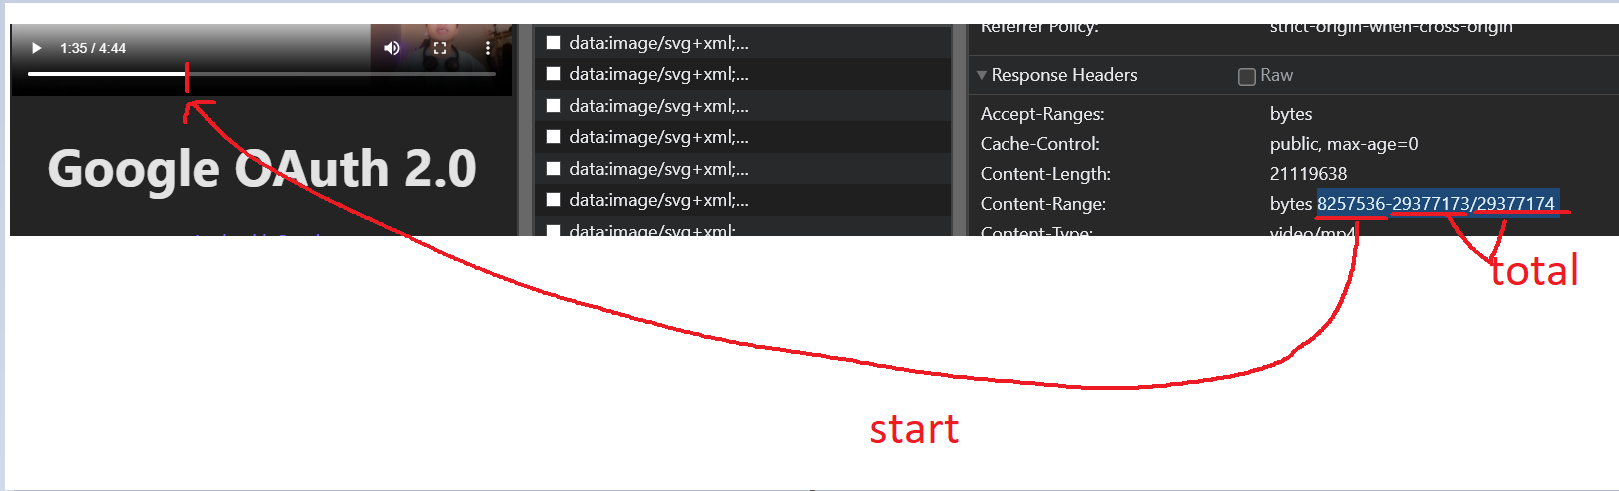 1:35 / 4:44
Google OAuth 2.0
data:image/svg+xml;...
data:image/svg+xml;...
data:image/svg+xml;...
data:image/svg+xml;...
data:image/svg+xml;...
data:image/svg+xml;...
data:image/svg+xml;
Referrer Policy: strict-origin-when-cross-origin
Response Headers Raw
Accept-Ranges: bytes
Cache-Control: public, max-age=0
Content-Length: 21119638
Content-Range: bytes 8257536-29377173/29377174
Content-Type: video/mp4
total
start